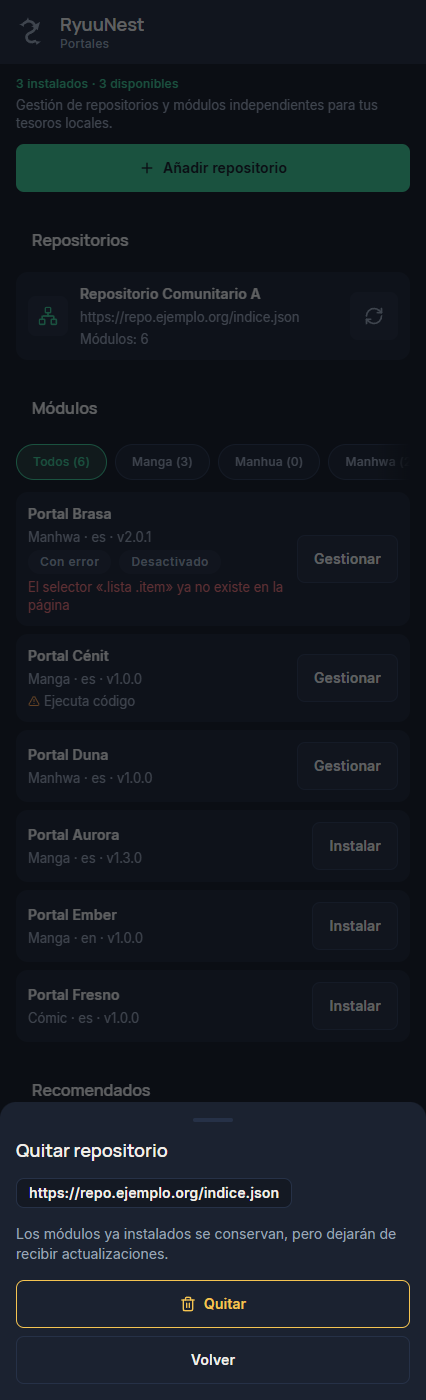 RyuuNest
Portales
3 instalados · 3 disponibles
Gestión de repositorios y módulos independientes para tus
tesoros locales.
Añadir repositorio
Repositorios
Repositorio Comunitario A
https://repo.ejemplo.org/indice.json
Módulos: 6
Módulos
Todos (6)
Manga (3)
Manhua (0)
Manhwa (
Portal Brasa
Manhwa · es · v2.0.1
Con error
Desactivado
El selector «.lista .item» ya no existe en la
página
Gestionar
Portal Cénit
Manga · es · v1.0.0
Ejecuta código
Gestionar
Portal Duna
Manhwa · es · v1.0.0
Gestionar
Portal Aurora
Manga · es · v1.3.0
Instalar
Portal Ember
Manga · en · v1.0.0
Instalar
Portal Fresno
Cómic · es · v1.0.0
Instalar
Recomendados
Quitar repositorio
https://repo.ejemplo.org/indice.json
Los módulos ya instalados se conservan, pero dejarán de
recibir actualizaciones.
Quitar
Volver